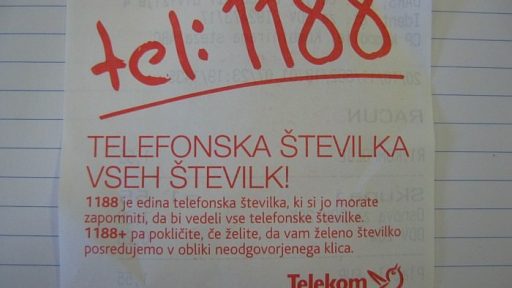 tel: 1188
TELEFONSKA ŠTEVILKA
VSEH ŠTEVILK!
1188 je edina telefonska številka, ki si jo morate
zapomniti, da bi vedeli vse telefonske številke.
1188+ pa pokličite, če želite, da vam želeno številko
posredujemo v obliki neodgovorjenega klica.
Telekom